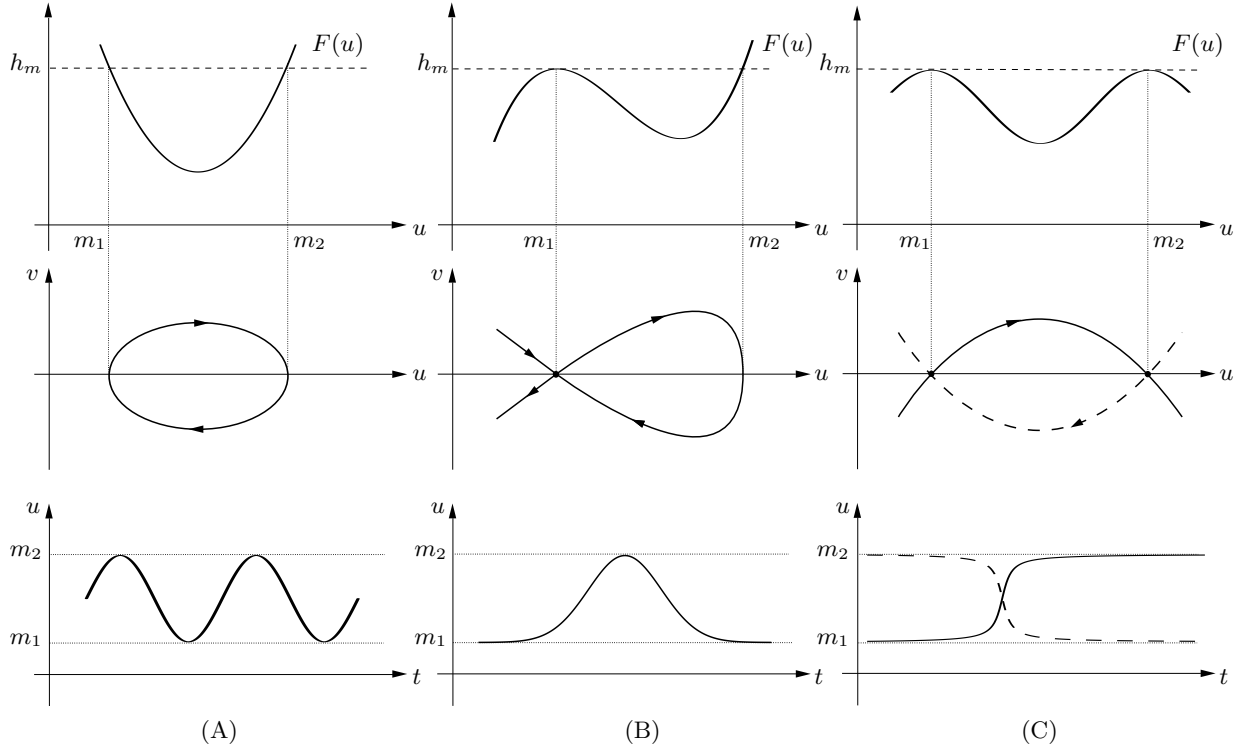 F(u) F(u) F(u)
h_m h_m h_m
m_1 m_2 u m_1 m_2 u m_1 m_2 u
v v v
u u u
u u u
m_2 m_2 m_2
m_1 m_1 m_1
t t t
(A) (B) (C)